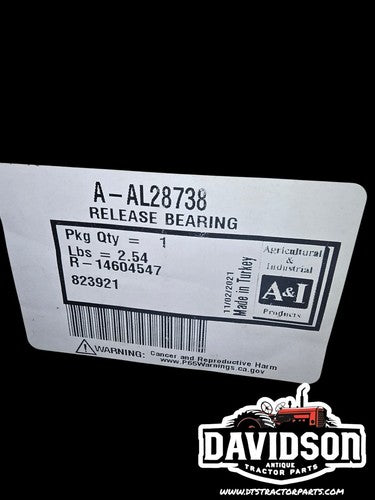 A-AL28738
RELEASE BEARING
Pkg Qty = 1
Lbs = 2.54
R-14604547
823921
11/02/2021
Made in Turkey
Agricultural
&
Industrial
A&I
Products
WARNING: Cancer and Reproductive Harm
www.P65Warnings.ca.gov
DAVIDSON
ANTIQUE
TRACTOR PARTS
WWW.DTSTRACTORPARTS.COM